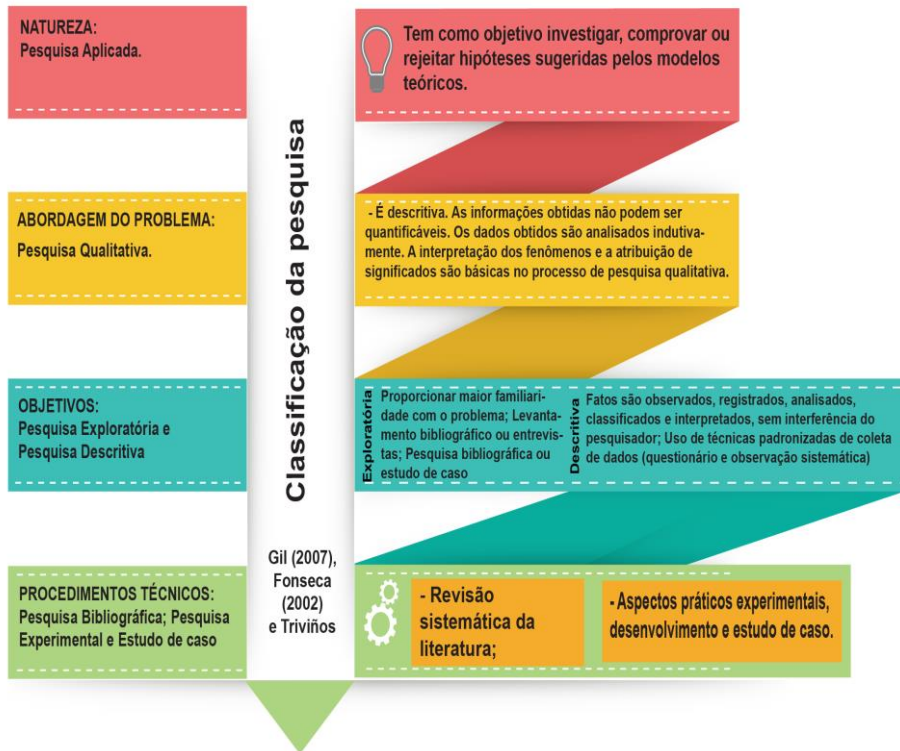 NATUREZA:
Pesquisa Aplicada.
Tem como objetivo investigar, comprovar ou
rejeitar hipóteses sugeridas pelos modelos
teóricos.
Classificação da pesquisa
ABORDAGEM DO PROBLEMA:
Pesquisa Qualitativa.
- É descritiva. As informações obtidas não podem ser
quantificáveis. Os dados obtidos são analisados indutiva-
mente. A interpretação dos fenômenos e a atribuição de
significados são básicas no processo de pesquisa qualitativa.
OBJETIVOS:
Pesquisa Exploratória e
Pesquisa Descritiva
Exploratória
Proporcionar maior familiari-
dade com o problema; Levan-
tamento bibliográfico ou entrevis-
tas; Pesquisa bibliográfica ou
estudo de caso
Descritiva
Fatos são observados, registrados, analisados,
classificados e interpretados, sem interferência do
pesquisador; Uso de técnicas padronizadas de coleta
de dados (questionário e observação sistemática)
Gil (2007),
Fonseca
(2002)
e Triviños
PROCEDIMENTOS TÉCNICOS:
Pesquisa Bibliográfica; Pesquisa
Experimental e Estudo de caso
- Revisão
sistemática da
literatura;
- Aspectos práticos experimentais,
desenvolvimento e estudo de caso.